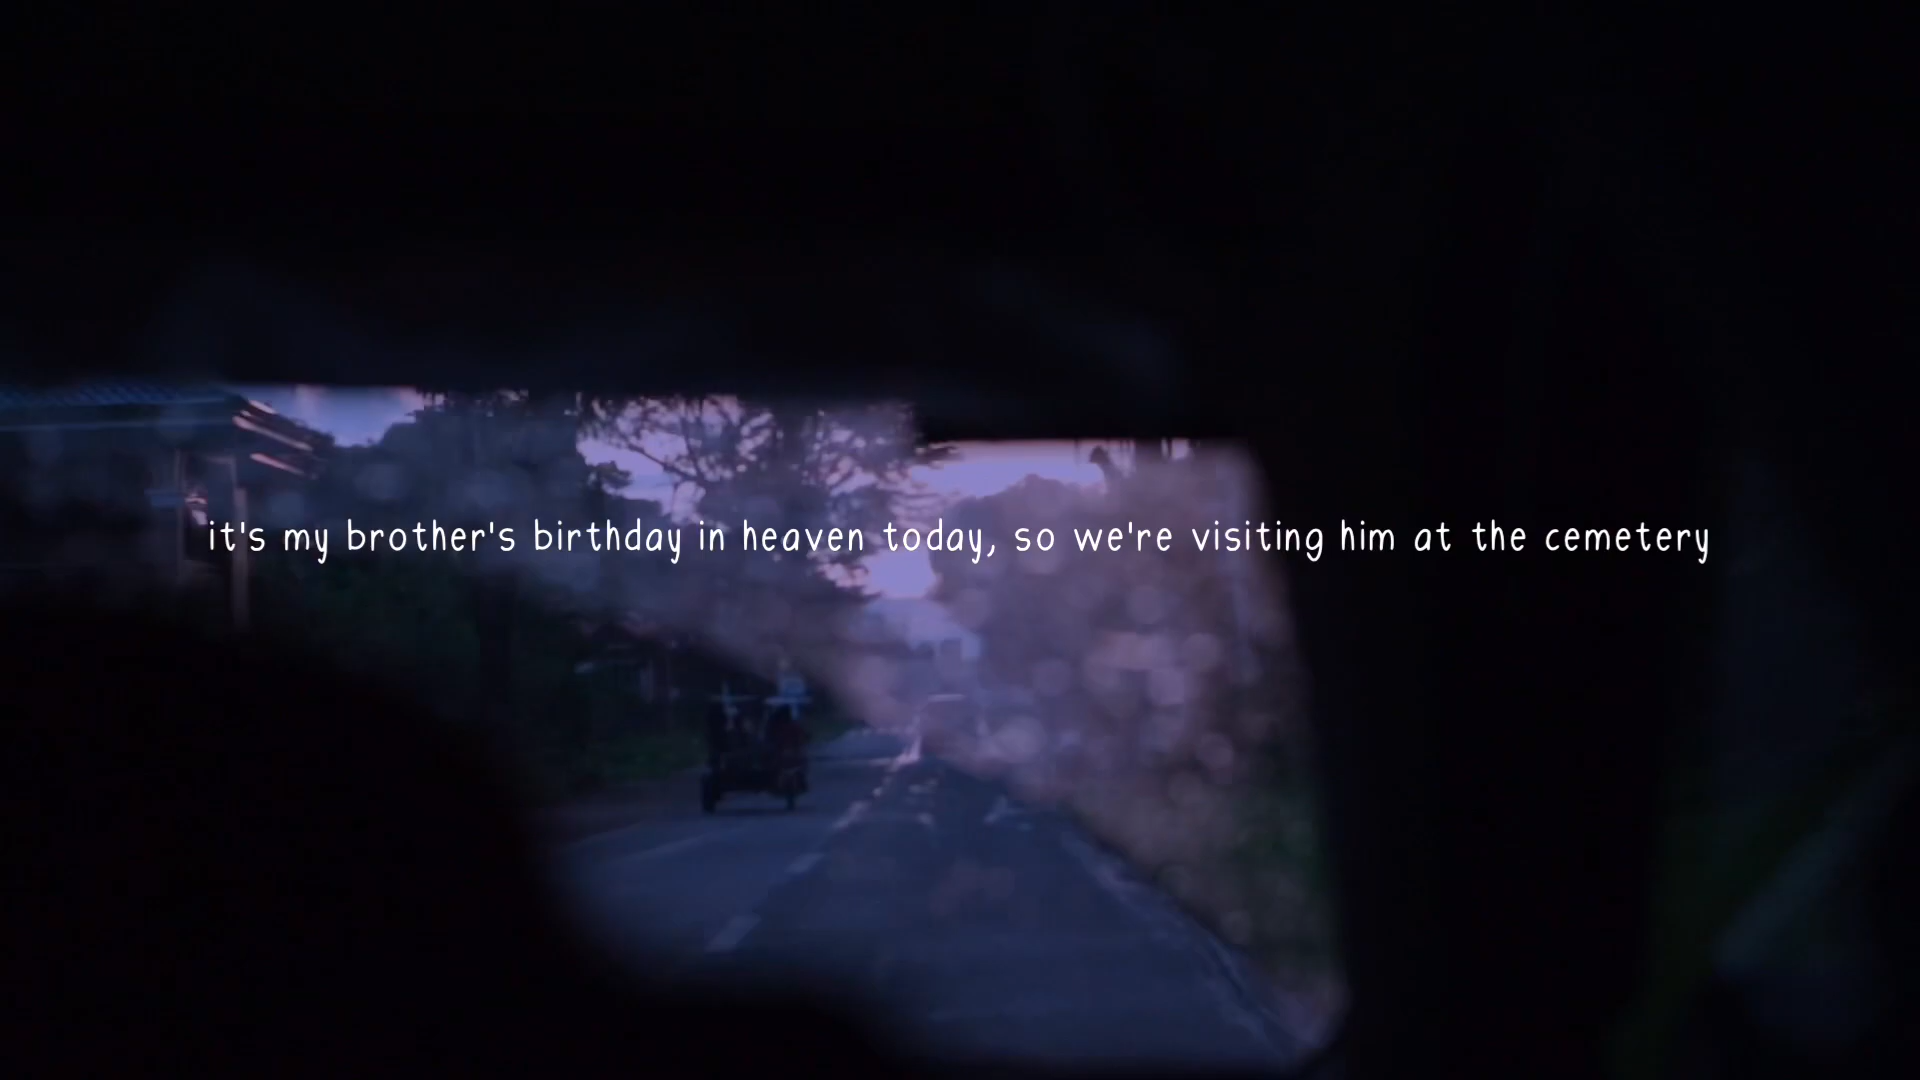 it's my brother's birthday in heaven today, so we're visiting him at the cemetery